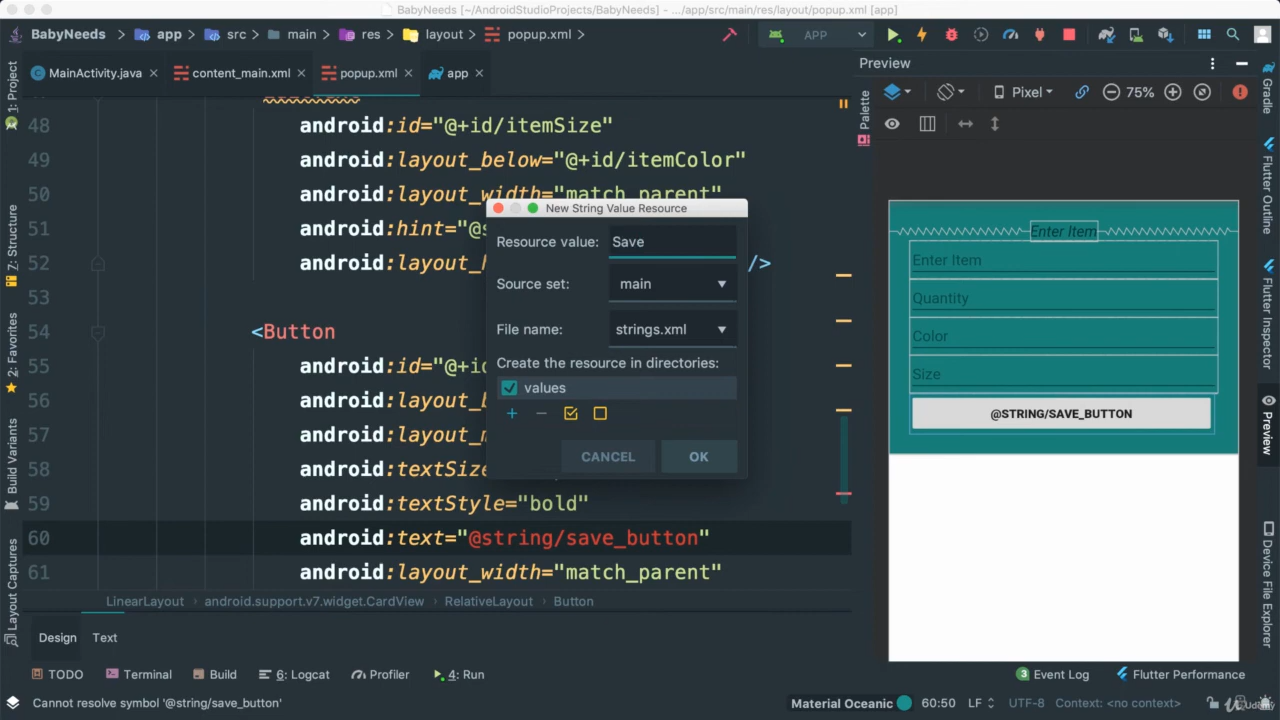 BabyNeeds [~/AndroidStudioProjects/BabyNeeds] - .../app/src/main/res/layout/popup.xml [app]
BabyNeeds app src main res layout popup.xml
APP
MainActivity.java
content_main.xml
popup.xml
app
1: Project
7: Structure
2: Favorites
Build Variants
Layout Captures
48 android:id="@+id/itemSize"
49 android:layout_below="@+id/itemColor"
50 android:layout_width="match_parent"
51 android:hint="@s
52 android:layout_h />
53
54 <Button
55 android:id="@+id
56 android:layout_b
57 android:layout_m
58 android:textSize
59 android:textStyle="bold"
60 android:text="@string/save_button"
61 android:layout_width="match_parent"
New String Value Resource
Resource value: Save
Source set: main
File name: strings.xml
Create the resource in directories:
values
CANCEL
OK
LinearLayout android.support.v7.widget.CardView RelativeLayout Button
Design
Text
Preview
Palette
Pixel
75%
Enter Item
Enter Item
Quantity
Color
Size
@STRING/SAVE_BUTTON
Gradle
Flutter Outline
Flutter Inspector
Preview
Device File Explorer
TODO
Terminal
Build
6: Logcat
Profiler
4: Run
3 Event Log
Flutter Performance
Cannot resolve symbol '@string/save_button'
Material Oceanic
60:50
LF
UTF-8
Context: <no context>
Udemy